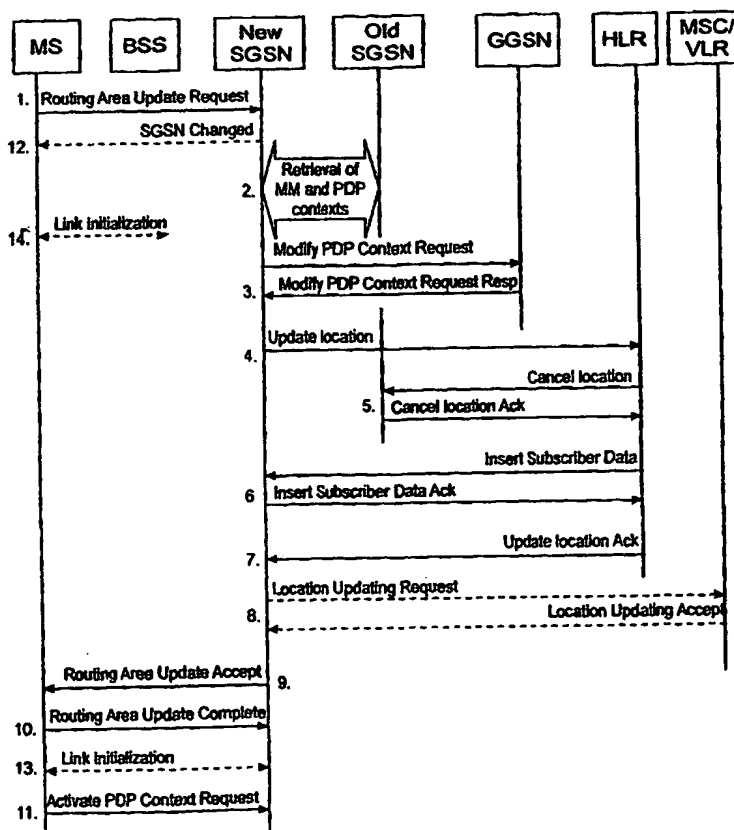 MS
BSS
New
SGSN
Old
SGSN
GGSN
HLR
MSC/
VLR
1. Routing Area Update Request
12. SGSN Changed
2. Retrieval of
MM and PDP
contexts
14. Link Initialization
Modify PDP Context Request
3. Modify PDP Context Request Resp
4. Update location
Cancel location
5. Cancel location Ack
Insert Subscriber Data
6 Insert Subscriber Data Ack
7. Update location Ack
Location Updating Request
8. Location Updating Accept
Routing Area Update Accept 9.
10. Routing Area Update Complete
13. Link Initialization
11. Activate PDP Context Request